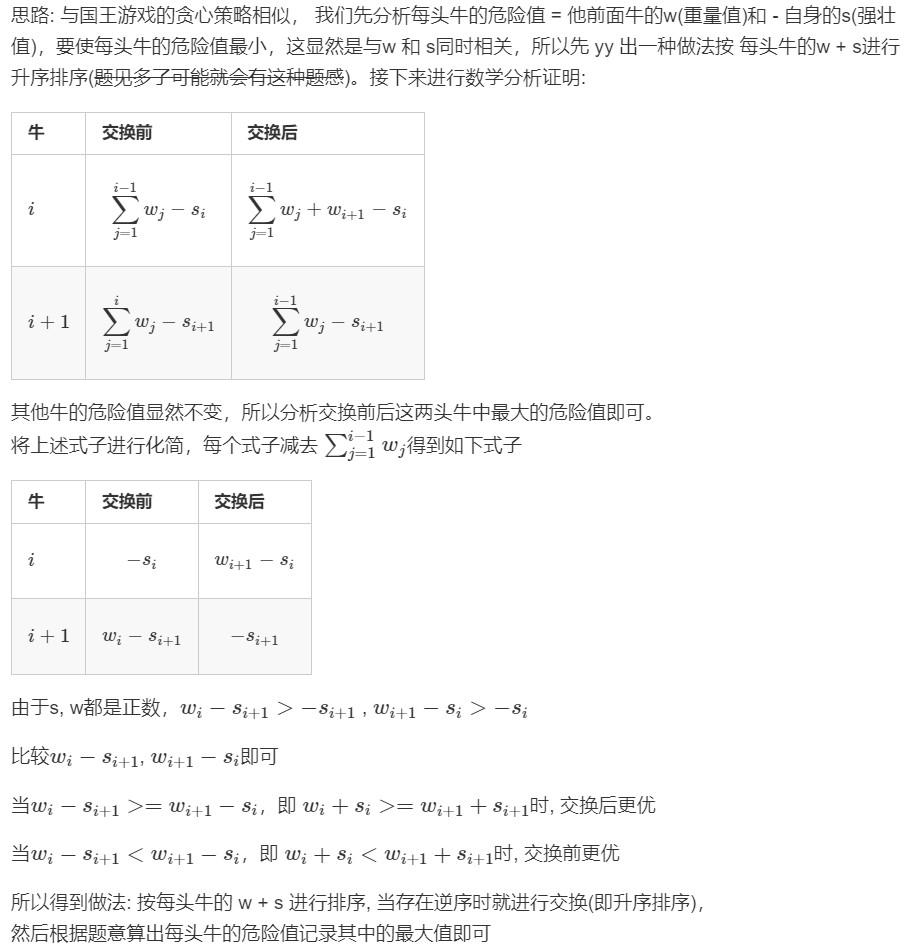 思路: 与国王游戏的贪心策略相似， 我们先分析每头牛的危险值 = 他前面牛的w(重量值)和 - 自身的s(强壮
值)，要使每头牛的危险值最小，这显然是与w 和 s同时相关，所以先 yy 出一种做法按 每头牛的w + s进行
升序排序(题见多了可能就会有这种题感)。接下来进行数学分析证明:
牛 交换前 交换后
i \sum_{j=1}^{i-1} w_j - s_i \sum_{j=1}^{i-1} w_j + w_{i+1} - s_i
i + 1 \sum_{j=1}^{i} w_j - s_{i+1} \sum_{j=1}^{i-1} w_j - s_{i+1}
其他牛的危险值显然不变，所以分析交换前后这两头牛中最大的危险值即可。
将上述式子进行化简，每个式子减去 \sum_{j=1}^{i-1} w_j得到如下式子
牛 交换前 交换后
i -s_i w_{i+1} - s_i
i + 1 w_i - s_{i+1} -s_{i+1}
由于s, w都是正数，w_i - s_{i+1} > -s_{i+1} , w_{i+1} - s_i > -s_i
比较w_i - s_{i+1}, w_{i+1} - s_i即可
当w_i - s_{i+1} >= w_{i+1} - s_i，即 w_i + s_i >= w_{i+1} + s_{i+1}时, 交换后更优
当w_i - s_{i+1} < w_{i+1} - s_i，即 w_i + s_i < w_{i+1} + s_{i+1}时, 交换前更优
所以得到做法: 按每头牛的 w + s 进行排序, 当存在逆序时就进行交换(即升序排序)，
然后根据题意算出每头牛的危险值记录其中的最大值即可